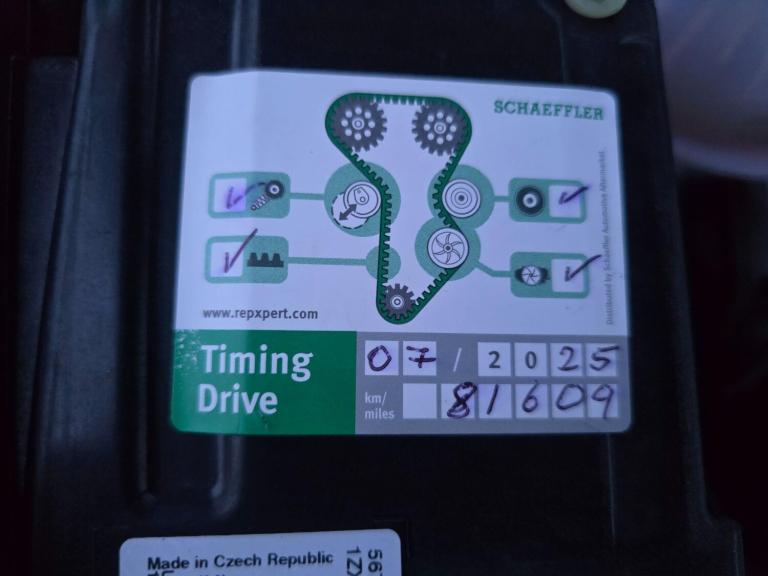 SCHAEFFLER
Distributed by Schaeffler Automotive Aftermarket.
www.repxpert.com
Timing
Drive
07 / 2025
km/
miles
81609
Made in Czech Republic